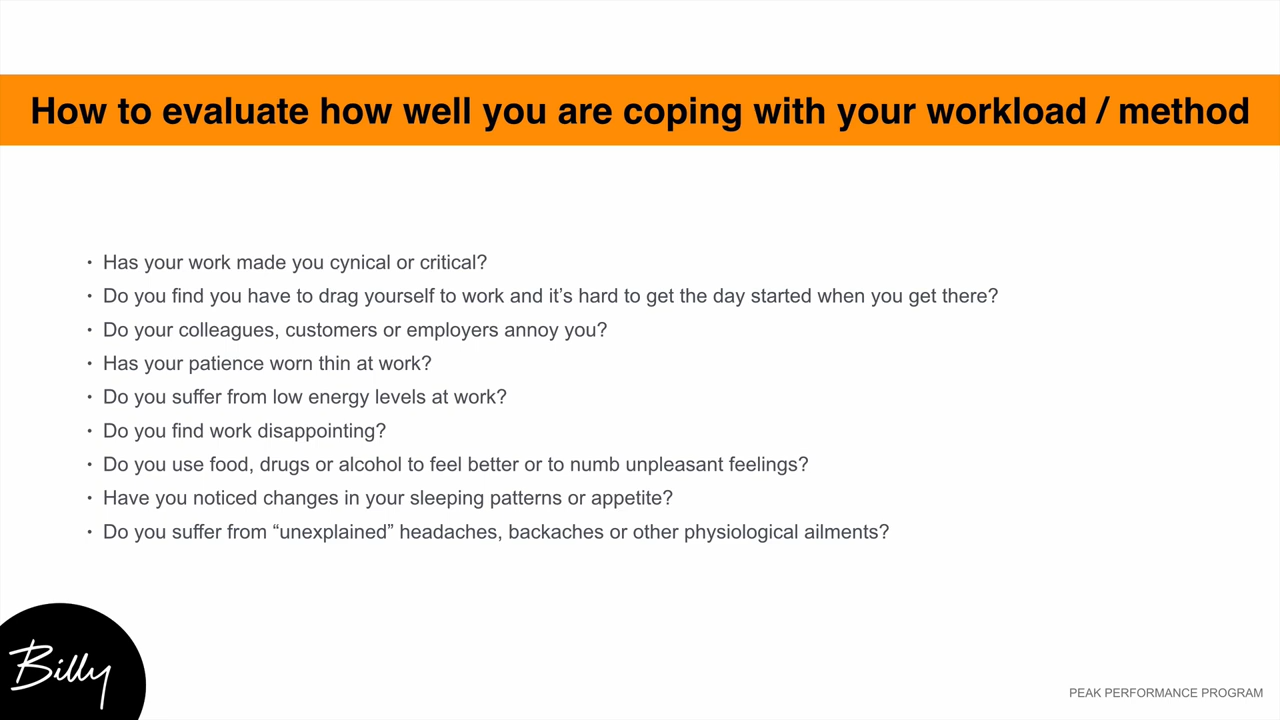 How to evaluate how well you are coping with your workload / method
• Has your work made you cynical or critical?
• Do you find you have to drag yourself to work and it’s hard to get the day started when you get there?
• Do your colleagues, customers or employers annoy you?
• Has your patience worn thin at work?
• Do you suffer from low energy levels at work?
• Do you find work disappointing?
• Do you use food, drugs or alcohol to feel better or to numb unpleasant feelings?
• Have you noticed changes in your sleeping patterns or appetite?
• Do you suffer from “unexplained” headaches, backaches or other physiological ailments?
Billy
PEAK PERFORMANCE PROGRAM